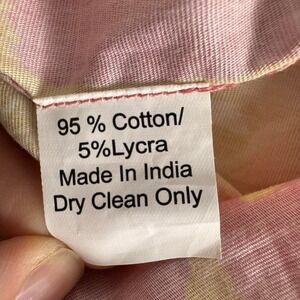 95 % Cotton/
5%Lycra
Made In India
Dry Clean Only